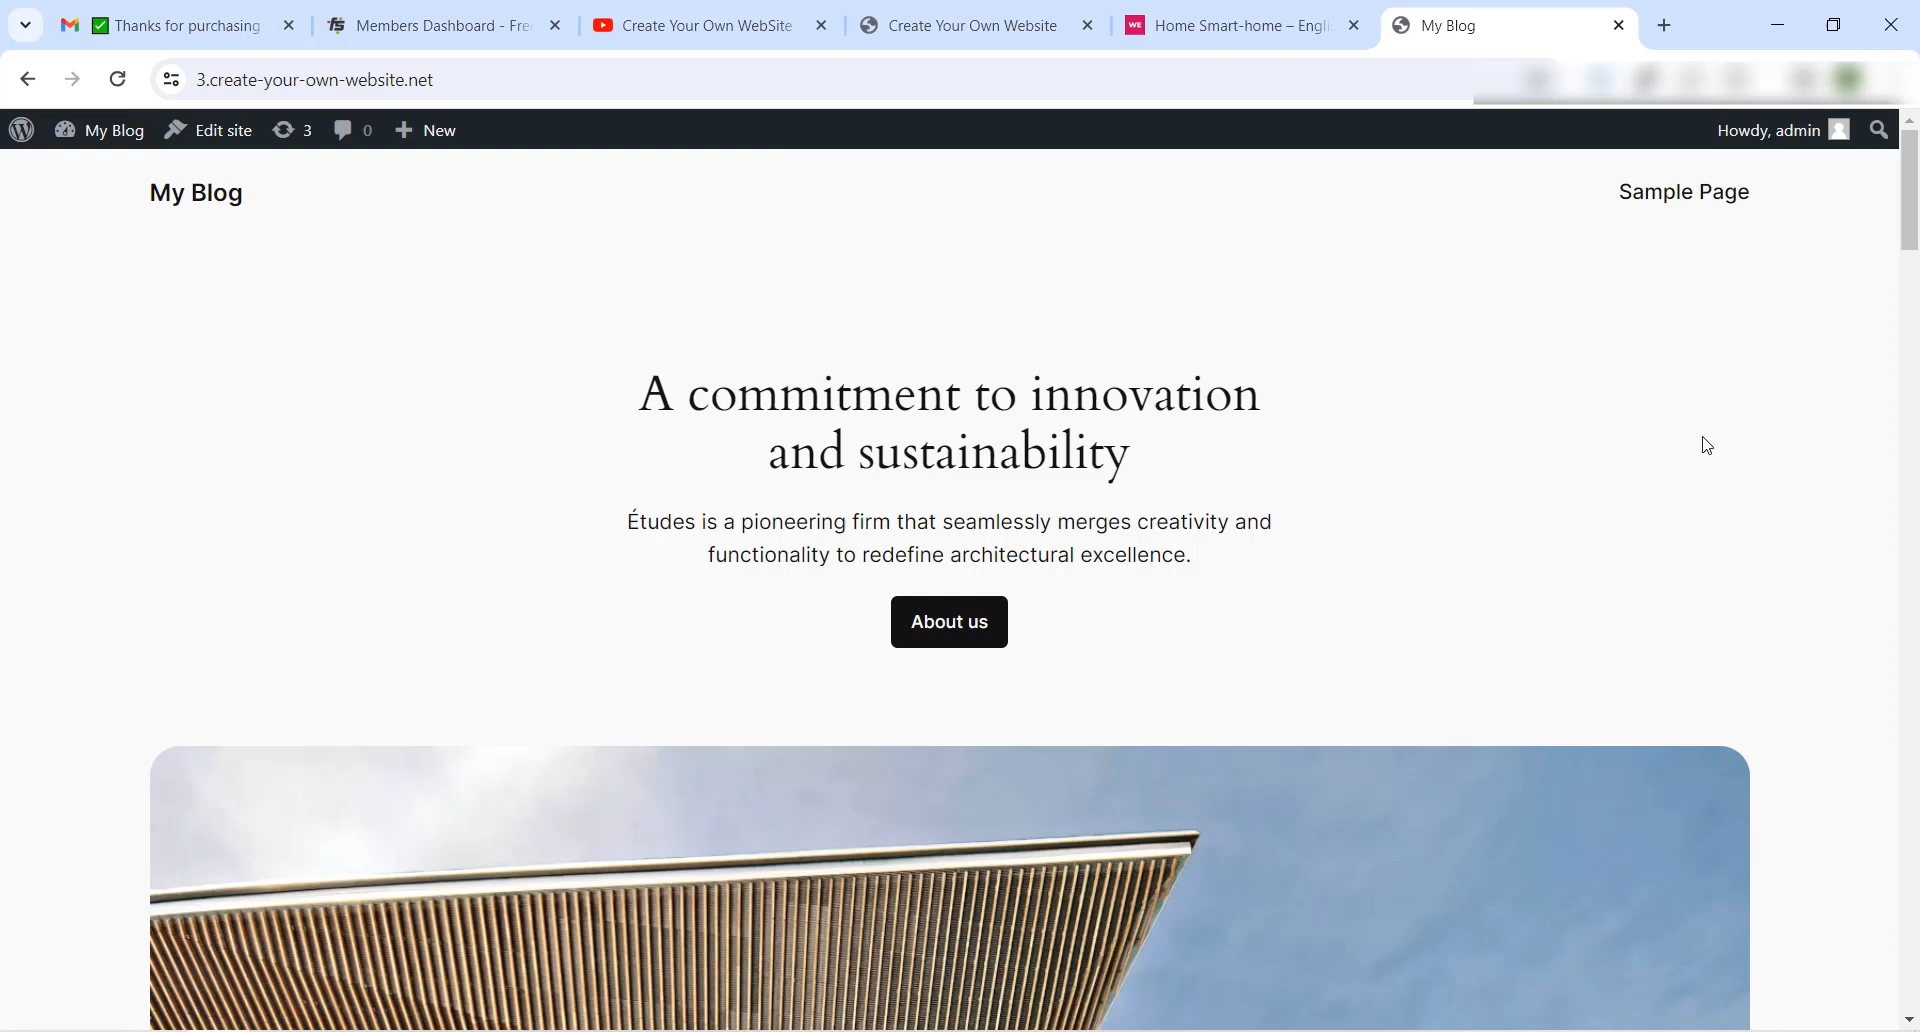 Thanks for purchasing
Members Dashboard - Fre
Create Your Own WebSite
Create Your Own Website
WE Home Smart-home – Engli
My Blog
3.create-your-own-website.net
My Blog Edit site 3 0 New Howdy, admin
My Blog Sample Page
A commitment to innovation
and sustainability
Études is a pioneering firm that seamlessly merges creativity and
functionality to redefine architectural excellence.
About us